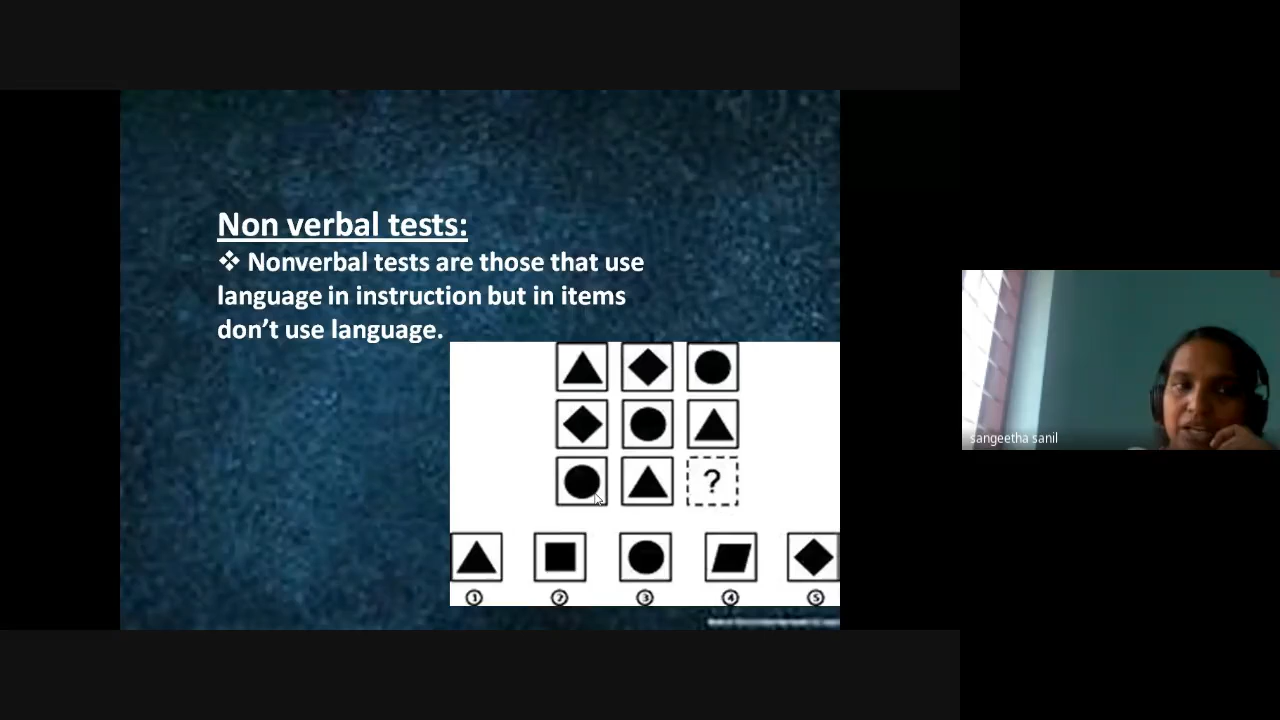 Non verbal tests:
❖ Nonverbal tests are those that use
language in instruction but in items
don't use language.
?
① ② ③ ④ ⑤
sangeetha sanil